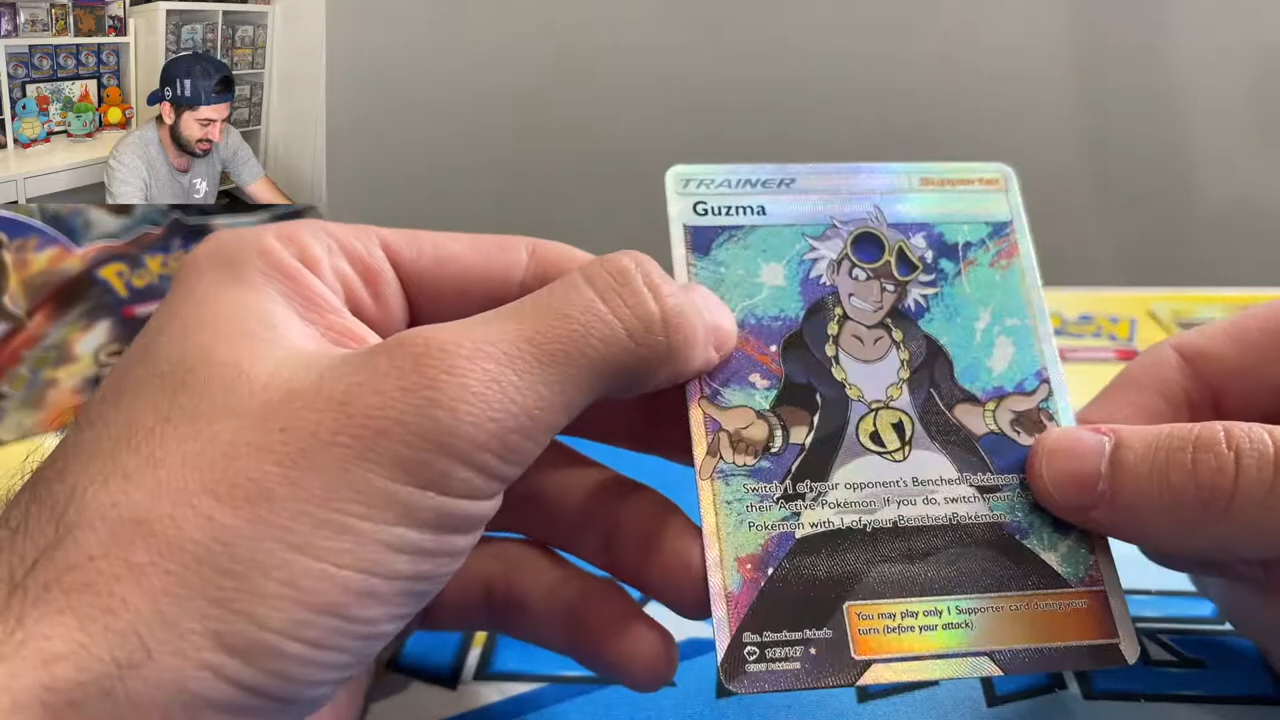 TRAINER
Supporter
Guzma
Switch 1 of your opponent's Benched Pokémon
their Active Pokémon. If you do, switch your Ac
Pokémon with 1 of your Benched Pokémon.
You may play only 1 Supporter card during your
turn (before your attack).
Illus. Masakazu Fukuda
143/147
©2017 Pokémon